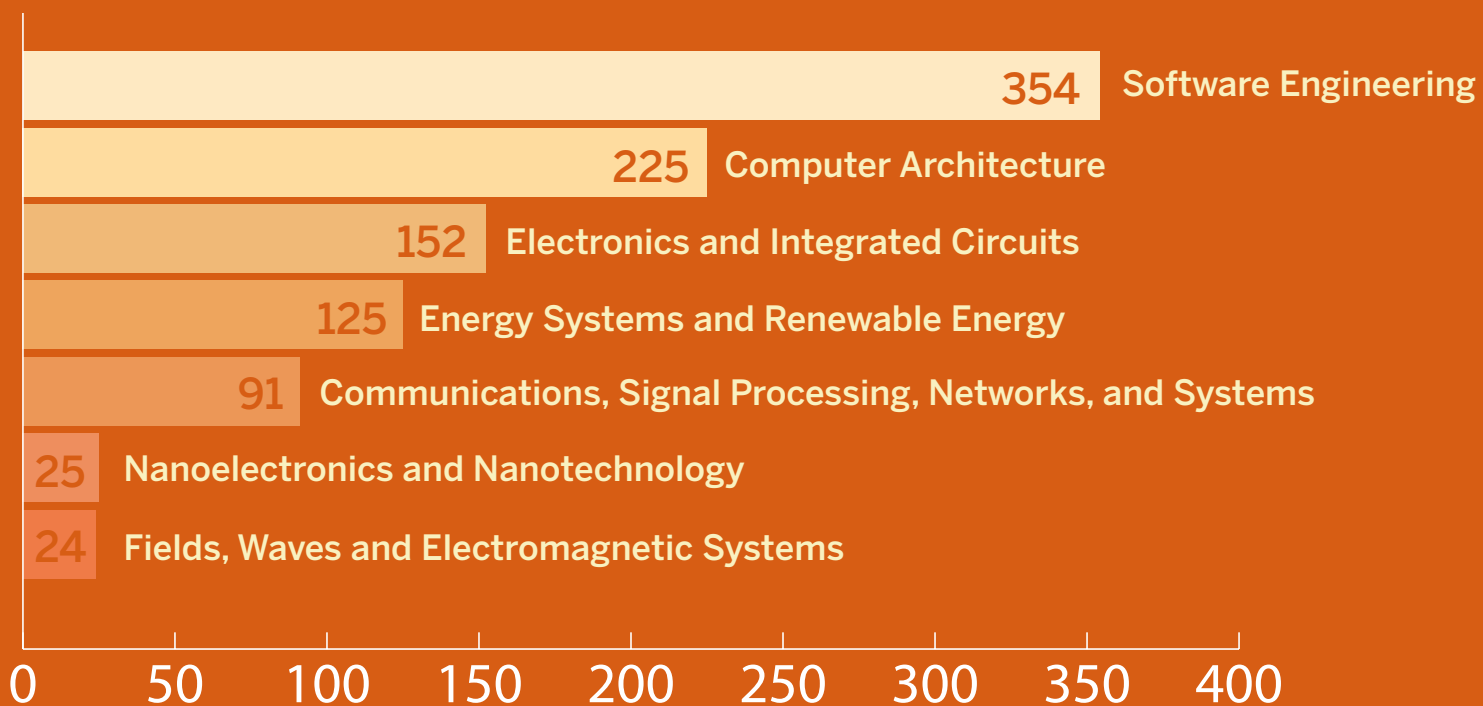 354 Software Engineering
225 Computer Architecture
152 Electronics and Integrated Circuits
125 Energy Systems and Renewable Energy
91 Communications, Signal Processing, Networks, and Systems
25 Nanoelectronics and Nanotechnology
24 Fields, Waves and Electromagnetic Systems
0 50 100 150 200 250 300 350 400